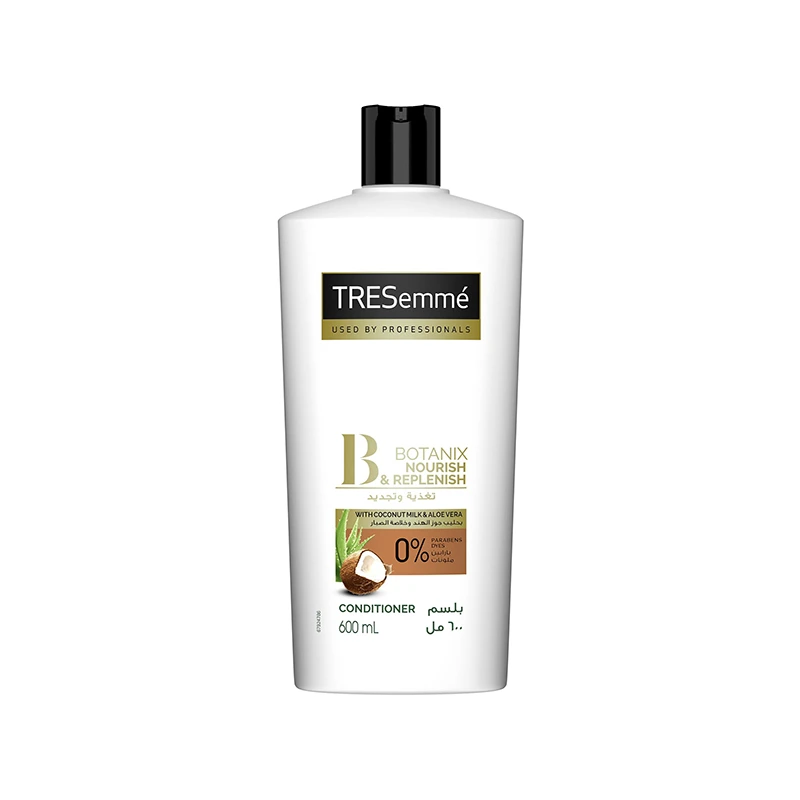 TRESemmé
USED BY PROFESSIONALS
B BOTANIX
NOURISH
& REPLENISH
تغذية وتجديد
WITH COCONUT MILK & ALOE VERA
بحليب جوز الهند وخلاصة الصبار
0% PARABENS
DYES
بارابين
ملونات
CONDITIONER بلسم
600 mL ٦٠٠ مل